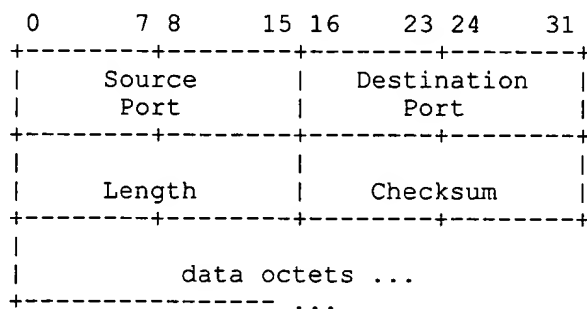 0 7 8 15 16 23 24 31
Source Destination
Port Port
Length Checksum
data octets ...
...